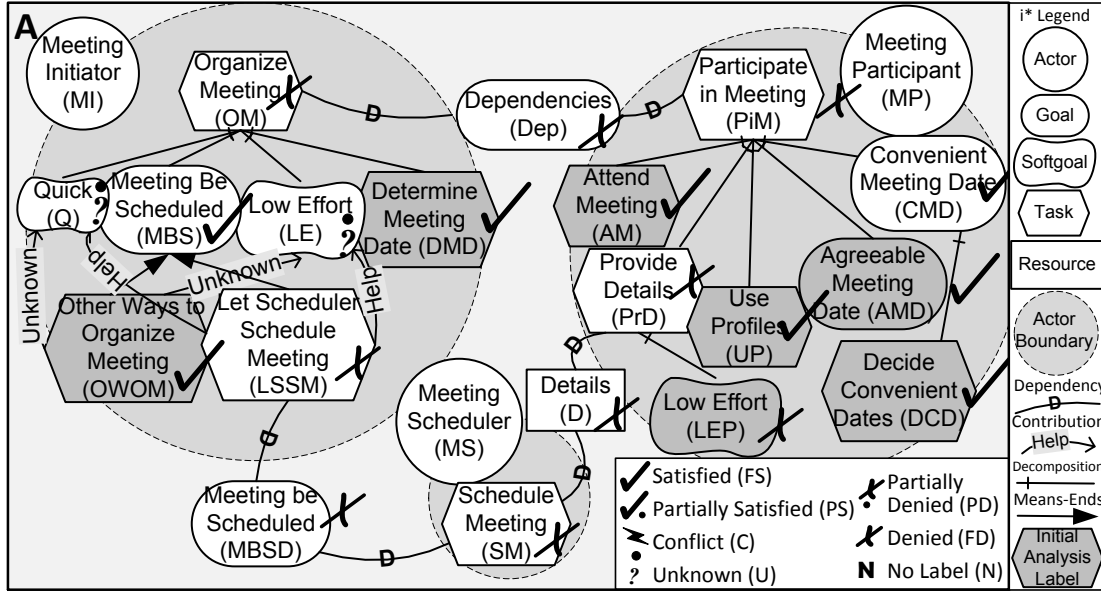 A
Meeting
Initiator
(MI)
Organize
Meeting
(OM)
D
Dependencies
(Dep)
D
Participate
in Meeting
(PiM)
Meeting
Participant
(MP)
Quick
(Q)
?
Meeting Be
Scheduled
(MBS)
Low Effort
(LE)
?
Determine
Meeting
Date (DMD)
Attend
Meeting
(AM)
Convenient
Meeting Date
(CMD)
Unknown
Help
Unknown
Help
Other Ways to
Organize
Meeting
(OWOM)
Let Scheduler
Schedule
Meeting
(LSSM)
Provide
Details
(PrD)
Use
Profiles
(UP)
Agreeable
Meeting
Date (AMD)
D
Meeting
Scheduler
(MS)
Details
(D)
Low Effort
(LEP)
Decide
Convenient
Dates (DCD)
D
D
Meeting be
Scheduled
(MBSD)
D
Schedule
Meeting
(SM)
Satisfied (FS)
Partially Satisfied (PS)
Conflict (C)
? Unknown (U)
Partially
Denied (PD)
Denied (FD)
N No Label (N)
i* Legend
Actor
Goal
Softgoal
Task
Resource
Actor
Boundary
Dependency
D
Contribution
Help
Decomposition
Means-Ends
Initial
Analysis
Label